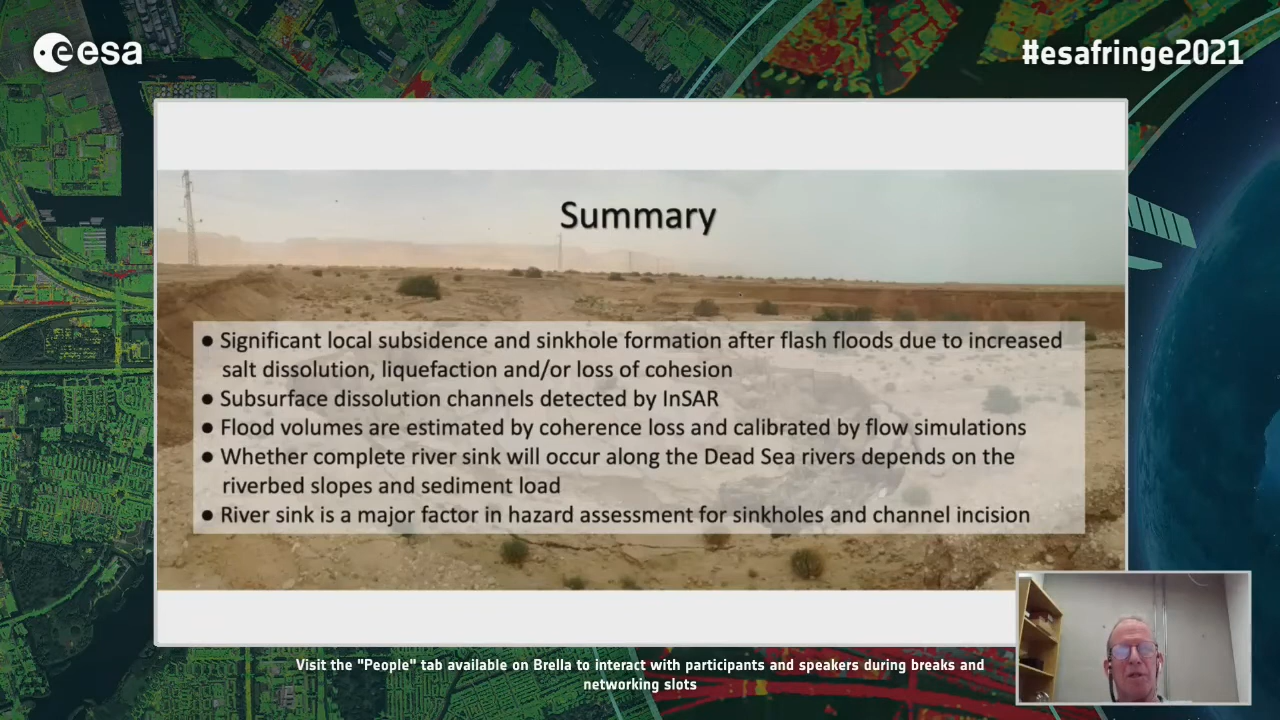 esa
#esafringe2021
Summary
● Significant local subsidence and sinkhole formation after flash floods due to increased
salt dissolution, liquefaction and/or loss of cohesion
● Subsurface dissolution channels detected by InSAR
● Flood volumes are estimated by coherence loss and calibrated by flow simulations
● Whether complete river sink will occur along the Dead Sea rivers depends on the
riverbed slopes and sediment load
● River sink is a major factor in hazard assessment for sinkholes and channel incision
Visit the "People" tab available on Brella to interact with participants and speakers during breaks and
networking slots